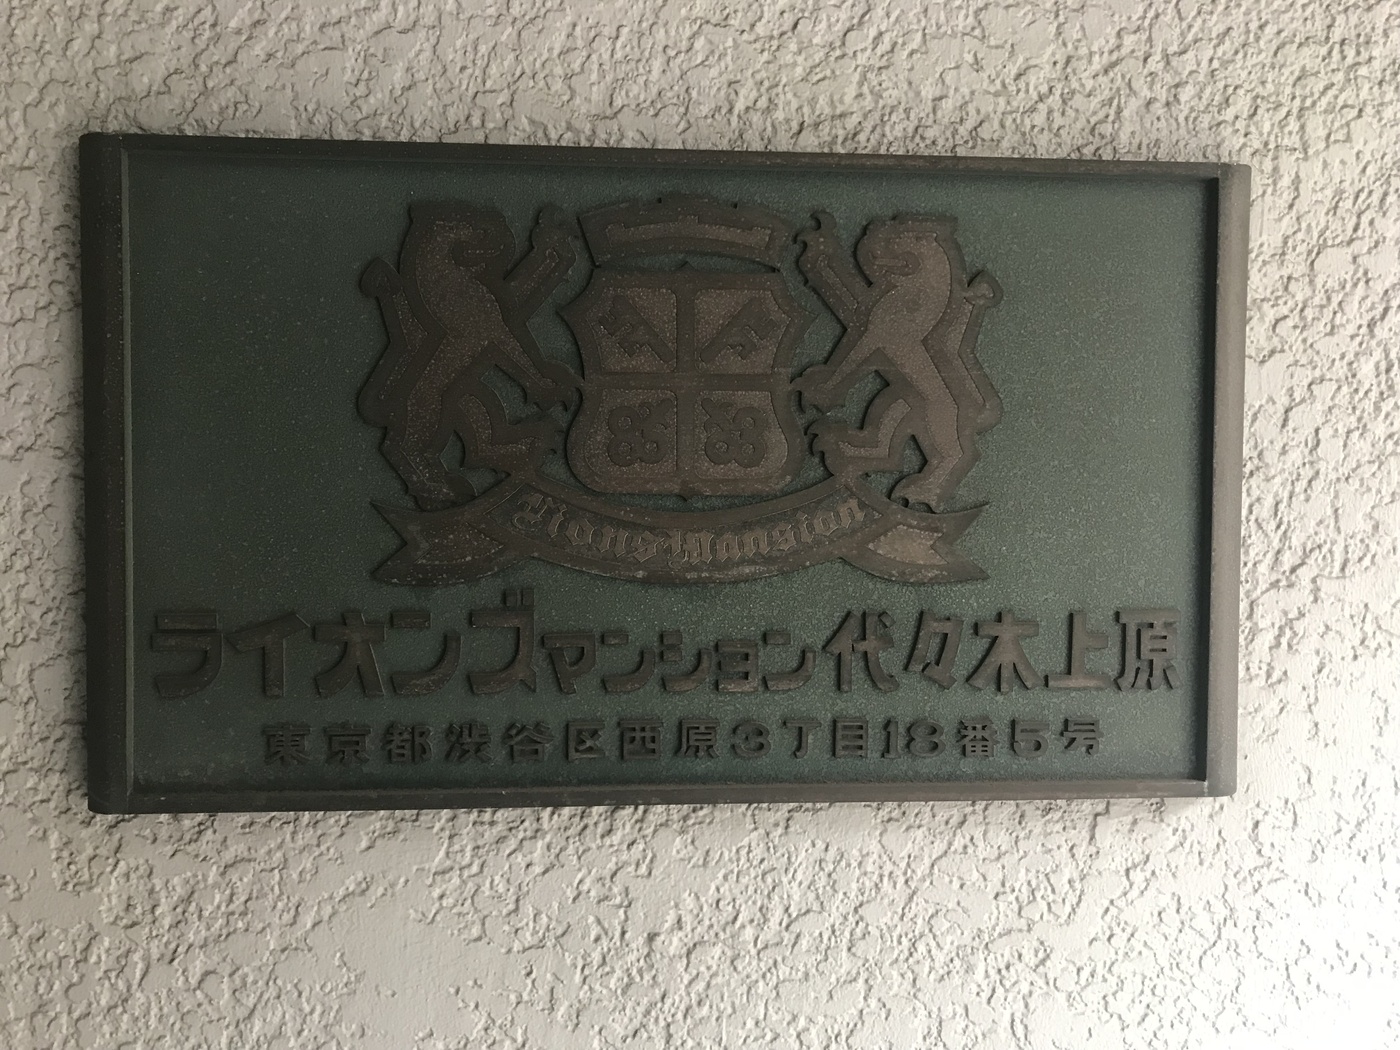 Lions Mansion
ライオンズマンション代々木上原
東京都渋谷区西原3丁目18番5号